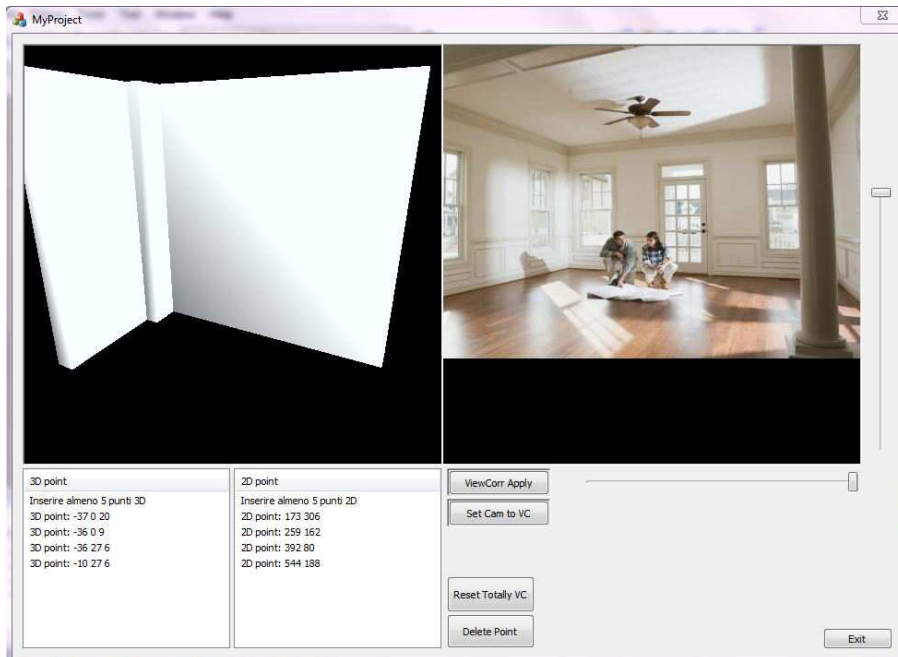 MyProject
3D point
Inserire almeno 5 punti 3D
3D point: -37 0 20
3D point: -36 0 9
3D point: -36 27 6
3D point: -10 27 6
2D point
Inserire almeno 5 punti 2D
2D point: 173 306
2D point: 259 162
2D point: 392 80
2D point: 544 188
ViewCorr Apply
Set Cam to VC
Reset Totally VC
Delete Point
Exit